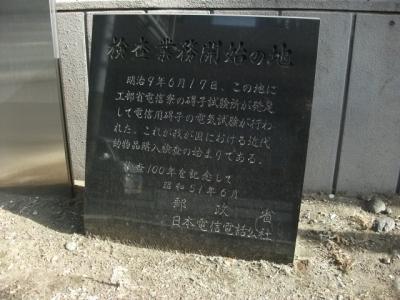 検査業務開始の地
明治9年6月17日、この地に
工部省電信寮の碍子試験所が発足
して電信用碍子の電気試験が行わ
れた。これが我が国における近代
的物品購入検査の始まりである。
検査100年を記念して
昭和51年6月
郵政省
日本電信電話公社